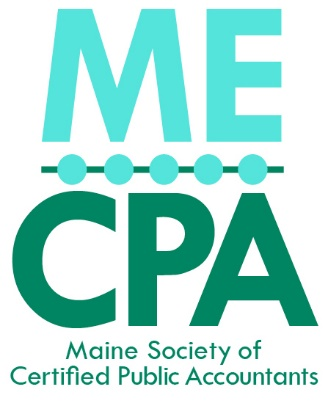 ME
CPA
Maine Society of
Certified Public Accountants